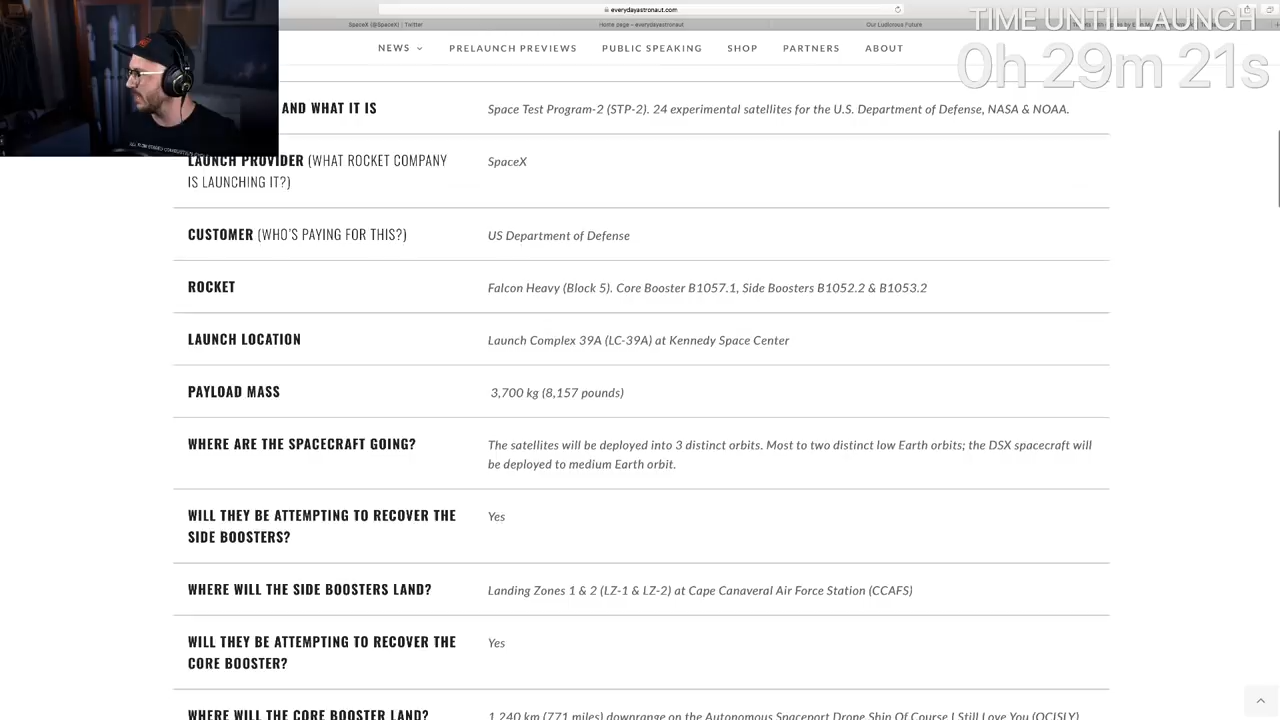 everydayastronaut.com
SpaceX (@SpaceX) | Twitter
Home page – everydayastronaut
Our Ludicrous Future
TIME UNTIL LAUNCH
0h 29m 21s
NEWS
PRELAUNCH PREVIEWS
PUBLIC SPEAKING
SHOP
PARTNERS
ABOUT
AND WHAT IT IS
Space Test Program-2 (STP-2). 24 experimental satellites for the U.S. Department of Defense, NASA & NOAA.
LAUNCH PROVIDER (WHAT ROCKET COMPANY
IS LAUNCHING IT?)
SpaceX
CUSTOMER (WHO'S PAYING FOR THIS?)
US Department of Defense
ROCKET
Falcon Heavy (Block 5). Core Booster B1057.1, Side Boosters B1052.2 & B1053.2
LAUNCH LOCATION
Launch Complex 39A (LC-39A) at Kennedy Space Center
PAYLOAD MASS
3,700 kg (8,157 pounds)
WHERE ARE THE SPACECRAFT GOING?
The satellites will be deployed into 3 distinct orbits. Most to two distinct low Earth orbits; the DSX spacecraft will
be deployed to medium Earth orbit.
WILL THEY BE ATTEMPTING TO RECOVER THE
SIDE BOOSTERS?
Yes
WHERE WILL THE SIDE BOOSTERS LAND?
Landing Zones 1 & 2 (LZ-1 & LZ-2) at Cape Canaveral Air Force Station (CCAFS)
WILL THEY BE ATTEMPTING TO RECOVER THE
CORE BOOSTER?
Yes
WHERE WILL THE CORE BOOSTER LAND?
1,240 km (771 miles) downrange on the Autonomous Spaceport Drone Ship Of Course I Still Love You (OCISLY)